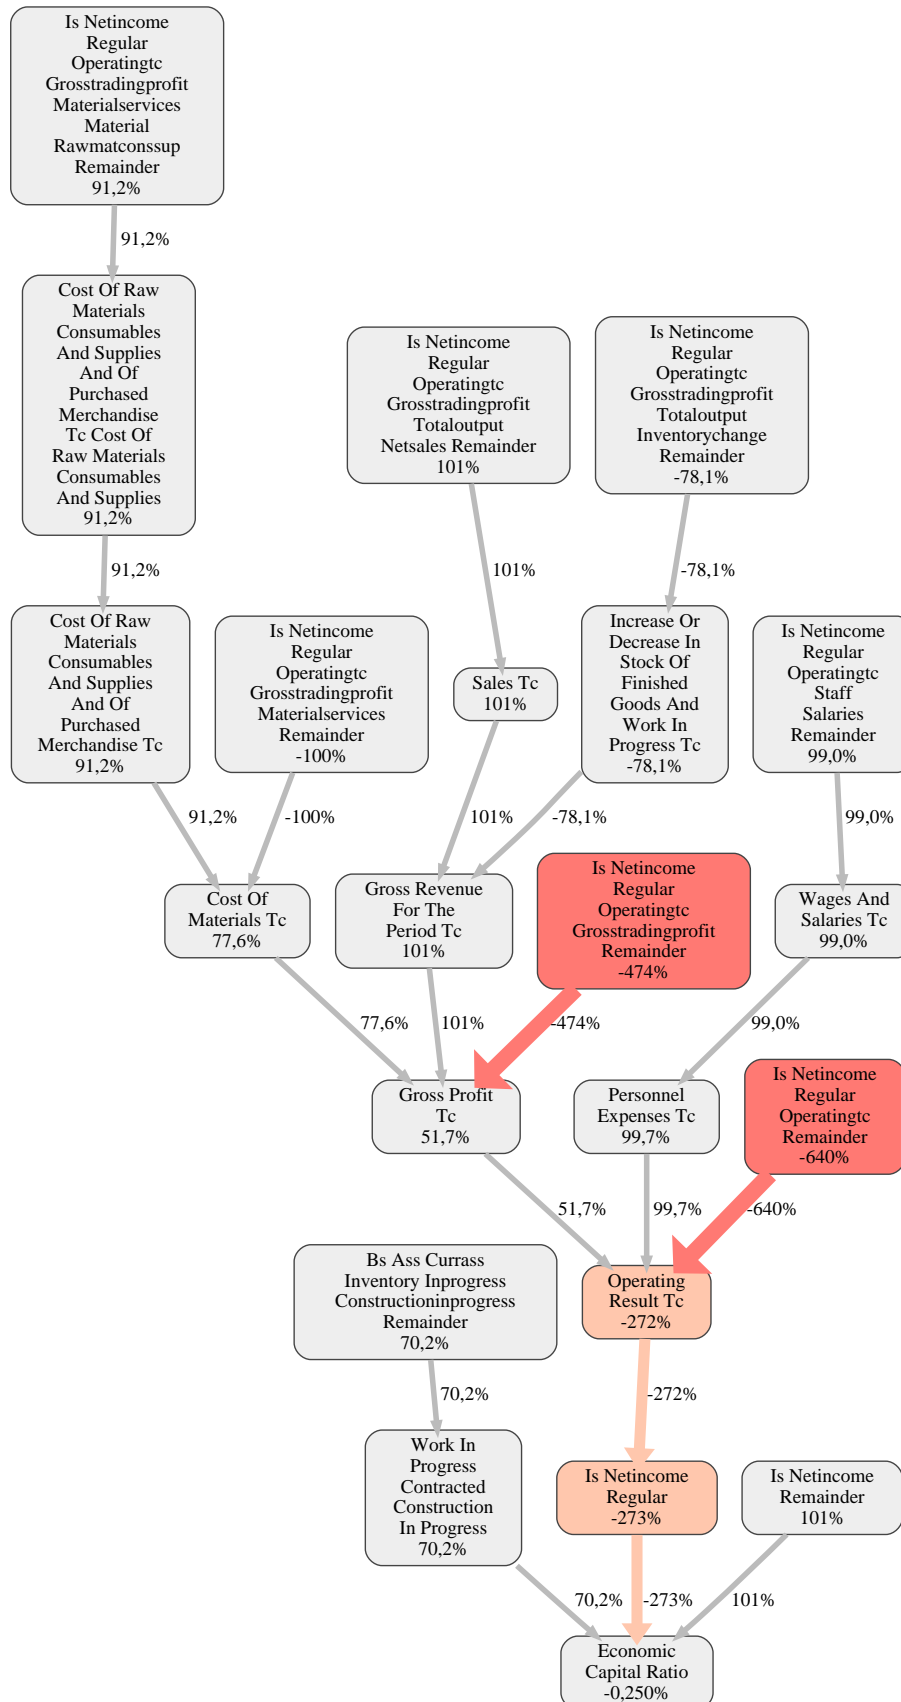 Is Netincome
Regular
Operatingtc
Grosstradingprofit
Materialservices
Material
Rawmatconssup
Remainder
91,2%
91,2%
Cost Of Raw
Materials
Consumables
And Supplies
And Of
Purchased
Merchandise
Tc Cost Of
Raw Materials
Consumables
And Supplies
91,2%
Is Netincome
Regular
Operatingtc
Grosstradingprofit
Totaloutput
Netsales Remainder
101%
Is Netincome
Regular
Operatingtc
Grosstradingprofit
Totaloutput
Inventorychange
Remainder
-78,1%
91,2%
101%
-78,1%
Cost Of Raw
Materials
Consumables
And Supplies
And Of
Purchased
Merchandise Tc
91,2%
Is Netincome
Regular
Operatingtc
Grosstradingprofit
Materialservices
Remainder
-100%
Sales Tc
101%
Increase Or
Decrease In
Stock Of
Finished
Goods And
Work In
Progress Tc
-78,1%
Is Netincome
Regular
Operatingtc
Staff
Salaries
Remainder
99,0%
91,2%
-100%
101%
-78,1%
99,0%
Cost Of
Materials Tc
77,6%
Gross Revenue
For The
Period Tc
101%
Is Netincome
Regular
Operatingtc
Grosstradingprofit
Remainder
-474%
Wages And
Salaries Tc
99,0%
77,6%
101%
-474%
99,0%
Gross Profit
Tc
51,7%
Personnel
Expenses Tc
99,7%
Is Netincome
Regular
Operatingtc
Remainder
-640%
51,7%
99,7%
-640%
Bs Ass Currass
Inventory Inprogress
Constructioninprogress
Remainder
70,2%
Operating
Result Tc
-272%
70,2%
-272%
Work In
Progress
Contracted
Construction
In Progress
70,2%
Is Netincome
Regular
-273%
Is Netincome
Remainder
101%
70,2%
-273%
101%
Economic
Capital Ratio
-0,250%